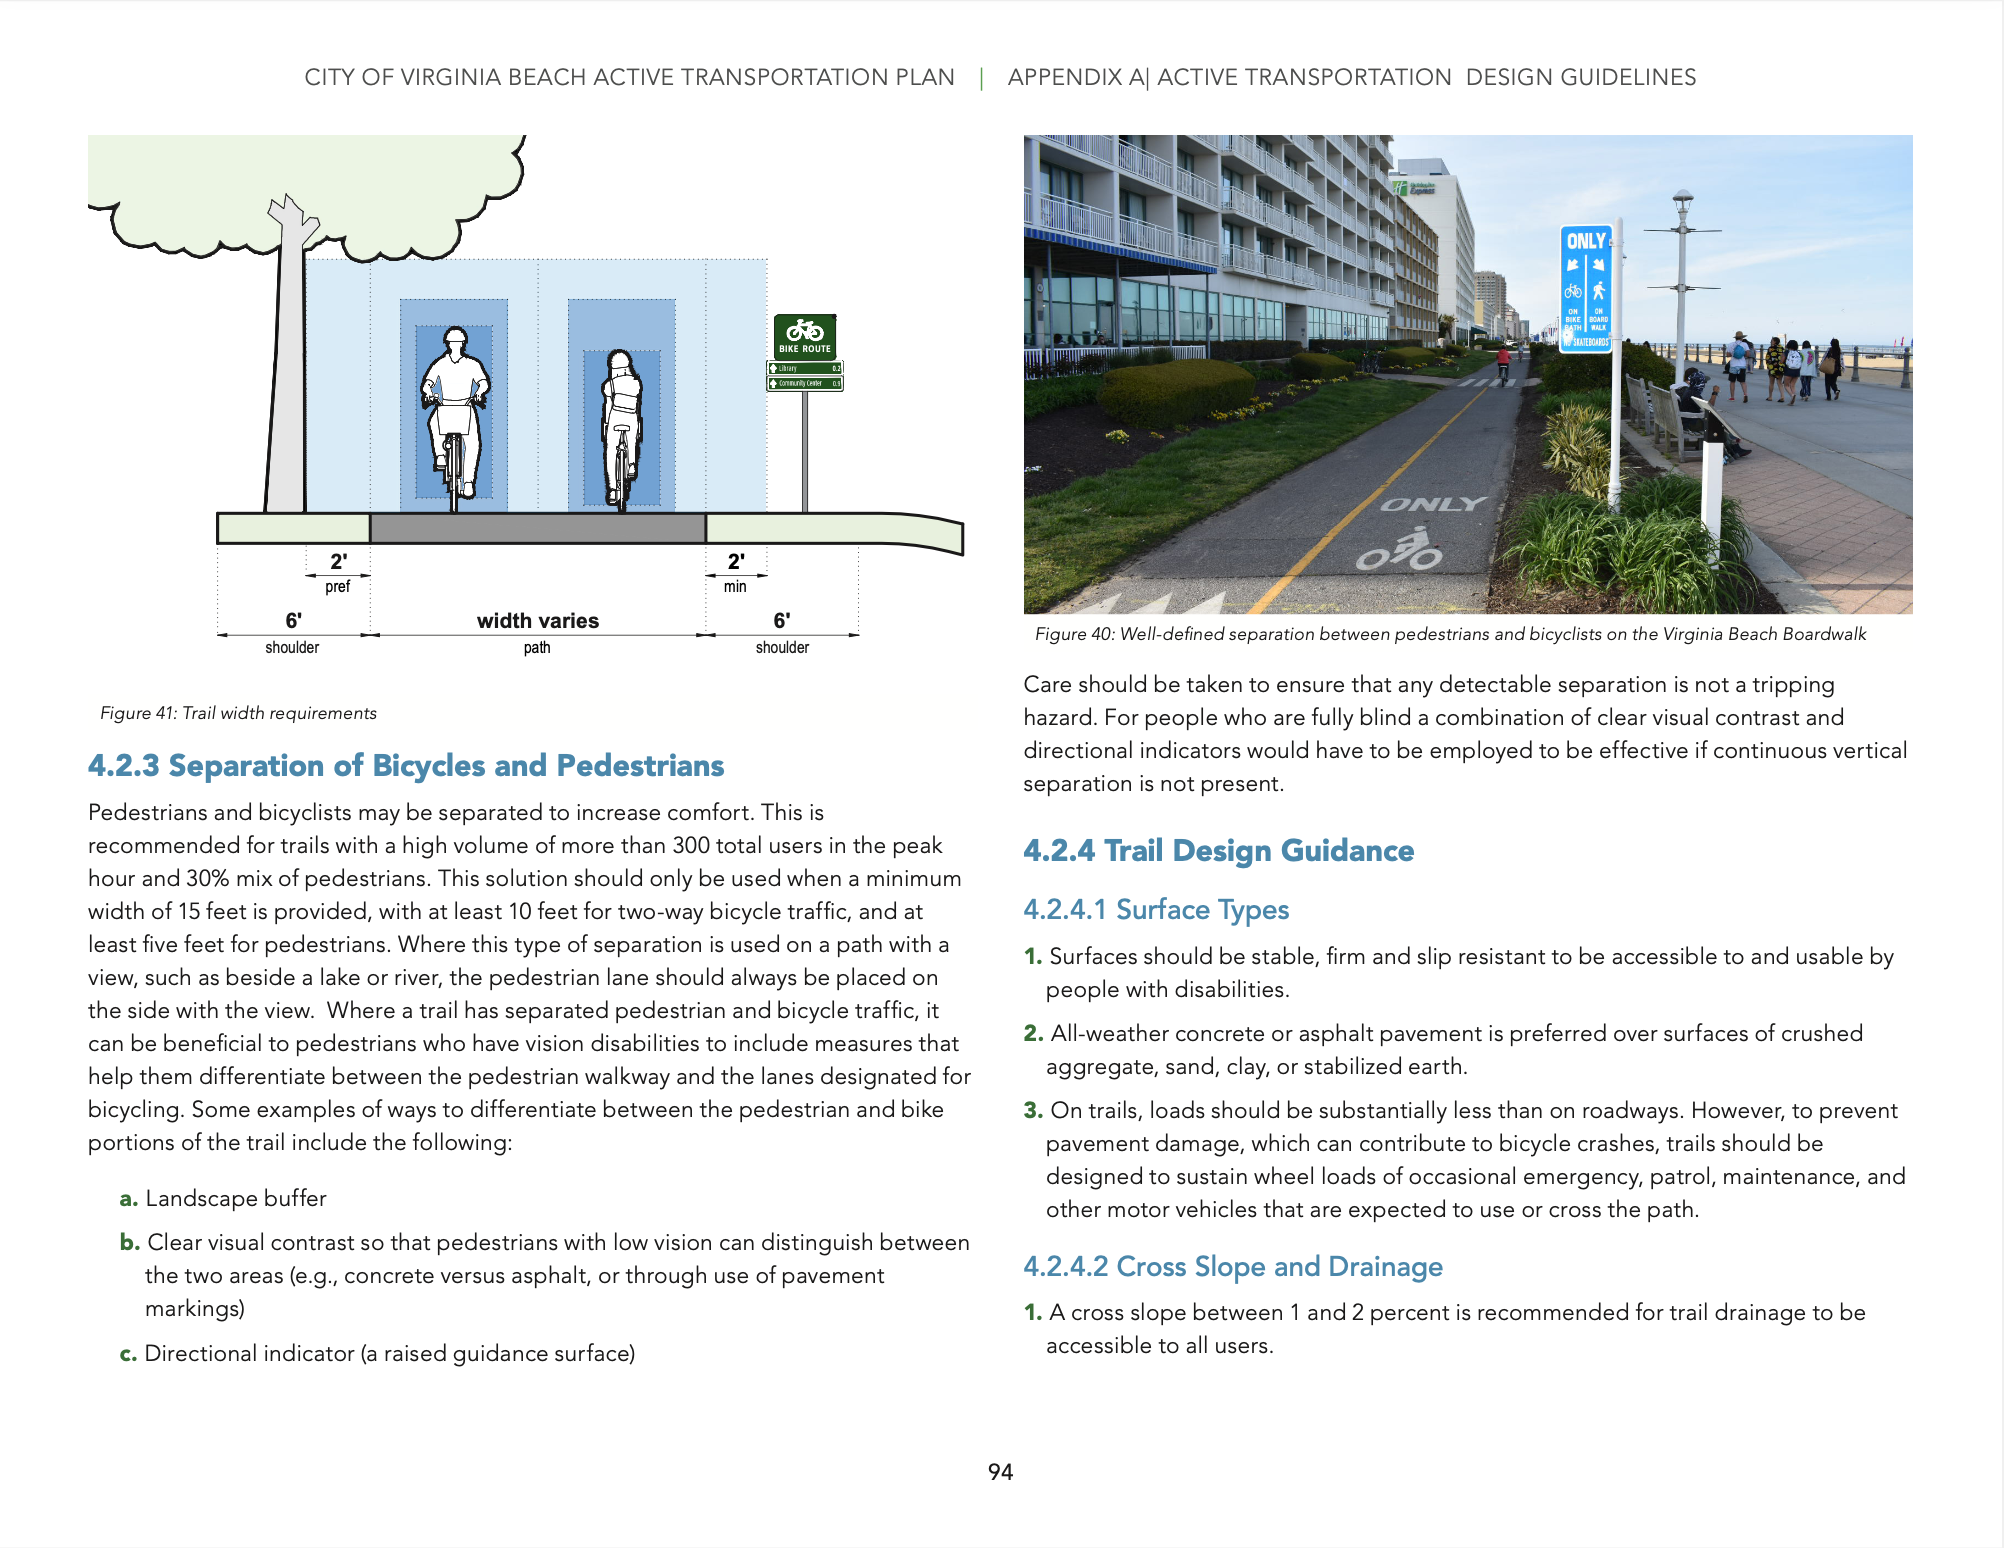 CITY OF VIRGINIA BEACH ACTIVE TRANSPORTATION PLAN | APPENDIX A| ACTIVE TRANSPORTATION DESIGN GUIDELINES
BIKE ROUTE
Library 0.2
Community Center 0.9
2'
pref
2'
min
6'
shoulder
width varies
path
6'
shoulder
Figure 41: Trail width requirements
4.2.3 Separation of Bicycles and Pedestrians
Pedestrians and bicyclists may be separated to increase comfort. This is
recommended for trails with a high volume of more than 300 total users in the peak
hour and 30% mix of pedestrians. This solution should only be used when a minimum
width of 15 feet is provided, with at least 10 feet for two-way bicycle traffic, and at
least five feet for pedestrians. Where this type of separation is used on a path with a
view, such as beside a lake or river, the pedestrian lane should always be placed on
the side with the view. Where a trail has separated pedestrian and bicycle traffic, it
can be beneficial to pedestrians who have vision disabilities to include measures that
help them differentiate between the pedestrian walkway and the lanes designated for
bicycling. Some examples of ways to differentiate between the pedestrian and bike
portions of the trail include the following:
a. Landscape buffer
b. Clear visual contrast so that pedestrians with low vision can distinguish between
the two areas (e.g., concrete versus asphalt, or through use of pavement
markings)
c. Directional indicator (a raised guidance surface)
Holiday Inn
Express
ONLY
ON ON
BIKE BOARD
PATH WALK
NO SKATEBOARDS
ONLY
Figure 40: Well-defined separation between pedestrians and bicyclists on the Virginia Beach Boardwalk
Care should be taken to ensure that any detectable separation is not a tripping
hazard. For people who are fully blind a combination of clear visual contrast and
directional indicators would have to be employed to be effective if continuous vertical
separation is not present.
4.2.4 Trail Design Guidance
4.2.4.1 Surface Types
1. Surfaces should be stable, firm and slip resistant to be accessible to and usable by
people with disabilities.
2. All-weather concrete or asphalt pavement is preferred over surfaces of crushed
aggregate, sand, clay, or stabilized earth.
3. On trails, loads should be substantially less than on roadways. However, to prevent
pavement damage, which can contribute to bicycle crashes, trails should be
designed to sustain wheel loads of occasional emergency, patrol, maintenance, and
other motor vehicles that are expected to use or cross the path.
4.2.4.2 Cross Slope and Drainage
1. A cross slope between 1 and 2 percent is recommended for trail drainage to be
accessible to all users.
94